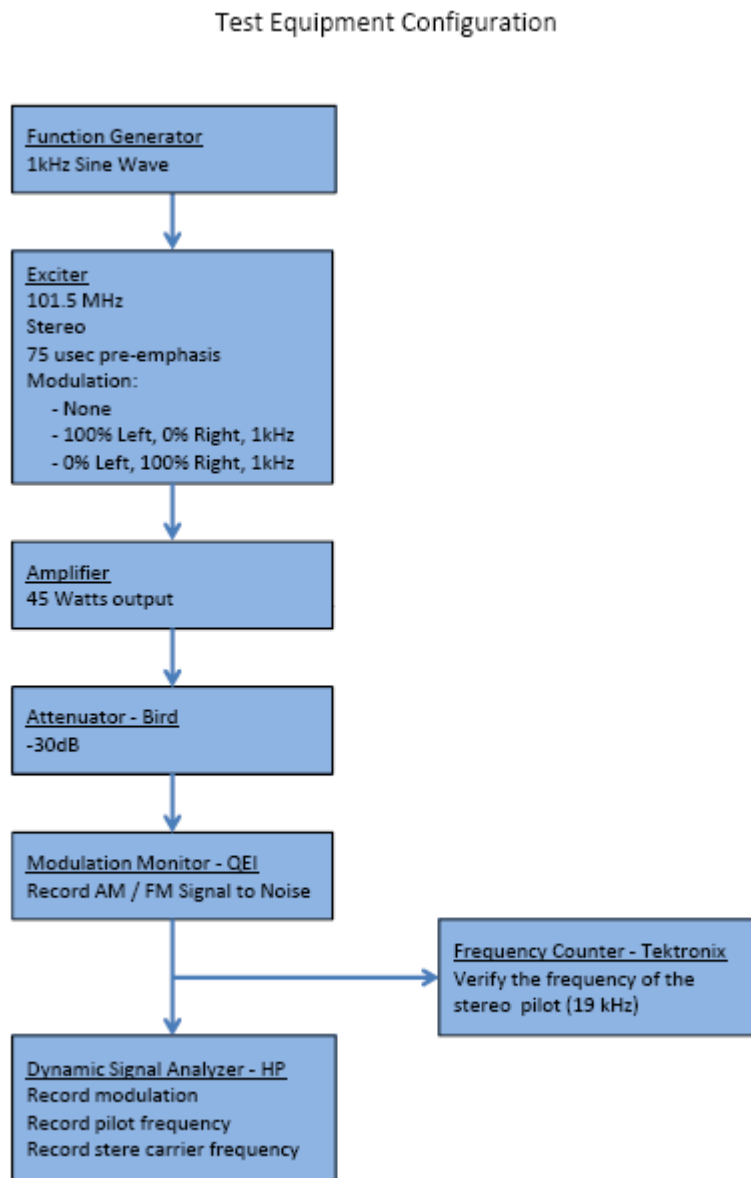 Test Equipment Configuration
Function Generator
1kHz Sine Wave
Exciter
101.5 MHz
Stereo
75 usec pre-emphasis
Modulation:
- None
- 100% Left, 0% Right, 1kHz
- 0% Left, 100% Right, 1kHz
Amplifier
45 Watts output
Attenuator - Bird
-30dB
Modulation Monitor - QEI
Record AM / FM Signal to Noise
Frequency Counter - Tektronix
Verify the frequency of the
stereo pilot (19 kHz)
Dynamic Signal Analyzer - HP
Record modulation
Record pilot frequency
Record stere carrier frequency